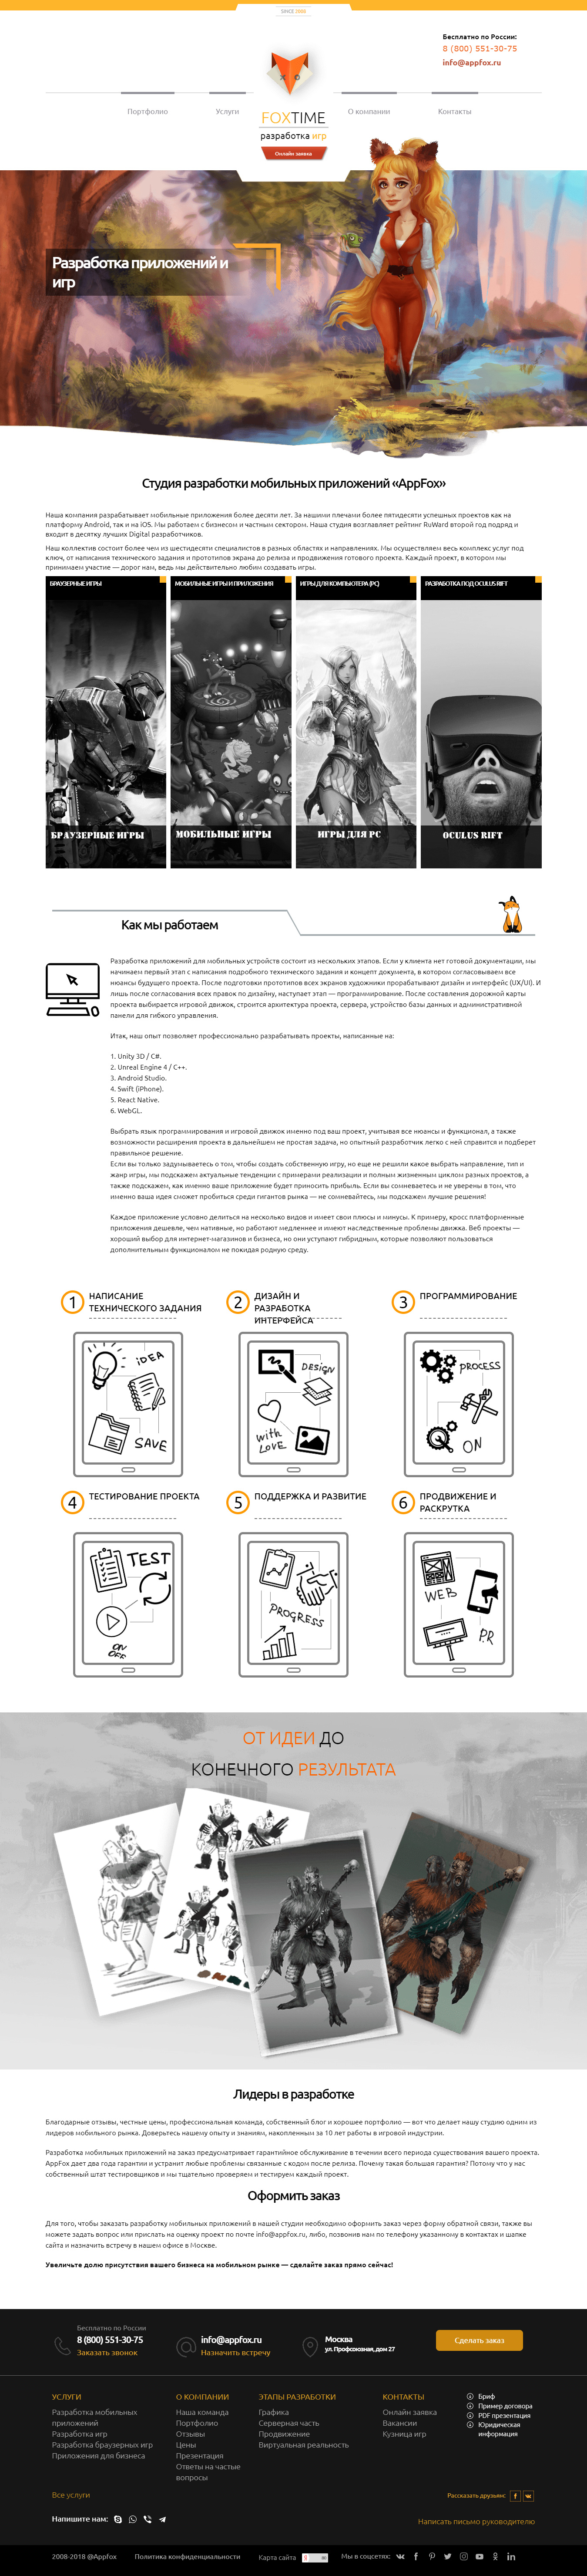 SINCE 2008
Бесплатно по России:
8 (800) 551-30-75
info@appfox.ru
Портфолио
Услуги
О компании
Контакты
FOXTIME
разработка игр
Онлайн заявка
Разработка приложений и
игр
Студия разработки мобильных приложений «AppFox»
Наша компания разрабатывает мобильные приложения более десяти лет. За нашими плечами более пятидесяти успешных проектов как на
платформу Android, так и на iOS. Мы работаем с бизнесом и частным сектором. Наша студия возглавляет рейтинг RuWard второй год подряд и
входит в десятку лучших Digital разработчиков.
Наш коллектив состоит более чем из шестидесяти специалистов в разных областях и направлениях. Мы осуществляем весь комплекс услуг под
ключ, от написания технического задания и прототипов экрана до релиза и продвижения готового проекта. Каждый проект, в котором мы
принимаем участие — дорог нам, ведь мы действительно любим создавать игры.
БРАУЗЕРНЫЕ ИГРЫ
МОБИЛЬНЫЕ ИГРЫ И ПРИЛОЖЕНИЯ
ИГРЫ ДЛЯ КОМПЬЮТЕРА (PC)
РАЗРАБОТКА ПОД OCULUS RIFT
БРАУЗЕРНЫЕ ИГРЫ
МОБИЛЬНЫЕ ИГРЫ
ИГРЫ ДЛЯ PC
OCULUS RIFT
Как мы работаем
Разработка приложений для мобильных устройств состоит из нескольких этапов. Если у клиента нет готовой документации, мы
начинаем первый этап с написания подробного технического задания и концепт документа, в котором согласовываем все
нюансы будущего проекта. После подготовки прототипов всех экранов художники прорабатывают дизайн и интерфейс (UX/UI). И
лишь после согласования всех правок по дизайну, наступает этап — программирование. После составления дорожной карты
проекта выбирается игровой движок, строится архитектура проекта, сервера, устройство базы данных и административной
панели для гибкого управления.
Итак, наш опыт позволяет профессионально разрабатывать проекты, написанные на:
1. Unity 3D / C#.
2. Unreal Engine 4 / C++.
3. Android Studio.
4. Swift (iPhone).
5. React Native.
6. WebGL.
Выбрать язык программирования и игровой движок именно под ваш проект, учитывая все нюансы и функционал, а также
возможности расширения проекта в дальнейшем не простая задача, но опытный разработчик легко с ней справится и подберет
правильное решение.
Если вы только задумываетесь о том, чтобы создать собственную игру, но еще не решили какое выбрать направление, тип и
жанр игры, мы подскажем актуальные тенденции с примерами реализации и полным жизненным циклом разных проектов, а
также подскажем, как именно ваше приложение будет приносить прибыль. Если вы сомневаетесь и не уверены в том, что
именно ваша идея сможет пробиться среди гигантов рынка — не сомневайтесь, мы подскажем лучшие решения!
Каждое приложение условно делиться на несколько видов и имеет свои плюсы и минусы. К примеру, кросс платформенные
приложения дешевле, чем нативные, но работают медленнее и имеют наследственные проблемы движка. Веб проекты —
хороший выбор для интернет-магазинов и бизнеса, но они уступают гибридным, которые позволяют пользоваться
дополнительным функционалом не покидая родную среду.
1 НАПИСАНИЕ
ТЕХНИЧЕСКОГО ЗАДАНИЯ
2 ДИЗАЙН И
РАЗРАБОТКА
ИНТЕРФЕЙСА
3 ПРОГРАММИРОВАНИЕ
IDEA
SAVE
DESIGN
with
LOVE
PROCESS
ON
4 ТЕСТИРОВАНИЕ ПРОЕКТА
5 ПОДДЕРЖКА И РАЗВИТИЕ
6 ПРОДВИЖЕНИЕ И
РАСКРУТКА
TEST
ON
OFF
PROGRESS
WEB
P.R
ОТ ИДЕИ ДО
КОНЕЧНОГО РЕЗУЛЬТАТА
Лидеры в разработке
Благодарные отзывы, честные цены, профессиональная команда, собственный блог и хорошее портфолио — вот что делает нашу студию одним из
лидеров мобильного рынка. Доверьтесь нашему опыту и знаниям, накопленным за 10 лет работы в игровой индустрии.
Разработка мобильных приложений на заказ предусматривает гарантийное обслуживание в течении всего периода существования вашего проекта.
AppFox дает два года гарантии и устранит любые проблемы связанные с кодом после релиза. Почему такая большая гарантия? Потому что у нас
собственный штат тестировщиков и мы тщательно проверяем и тестируем каждый проект.
Оформить заказ
Для того, чтобы заказать разработку мобильных приложений в нашей студии необходимо оформить заказ через форму обратной связи, также вы
можете задать вопрос или прислать на оценку проект по почте info@appfox.ru, либо, позвонив нам по телефону указанному в контактах и шапке
сайта и назначить встречу в нашем офисе в Москве.
Увеличьте долю присутствия вашего бизнеса на мобильном рынке — сделайте заказ прямо сейчас!
Бесплатно по России
8 (800) 551-30-75
Заказать звонок
info@appfox.ru
Назначить встречу
Москва
ул. Профсоюзная, дом 27
Сделать заказ
УСЛУГИ
Разработка мобильных
приложений
Разработка игр
Разработка браузерных игр
Приложения для бизнеса
Все услуги
О КОМПАНИИ
Наша команда
Портфолио
Отзывы
Цены
Презентация
Ответы на частые
вопросы
ЭТАПЫ РАЗРАБОТКИ
Графика
Серверная часть
Продвижение
Виртуальная реальность
КОНТАКТЫ
Онлайн заявка
Вакансии
Кузница игр
Бриф
Пример договора
PDF презентация
Юридическая
информация
Рассказать друзьям:
Напишите нам:
Написать письмо руководителю
2008-2018 @Appfox
Политика конфиденциальности
Карта сайта
Мы в соцсетях: